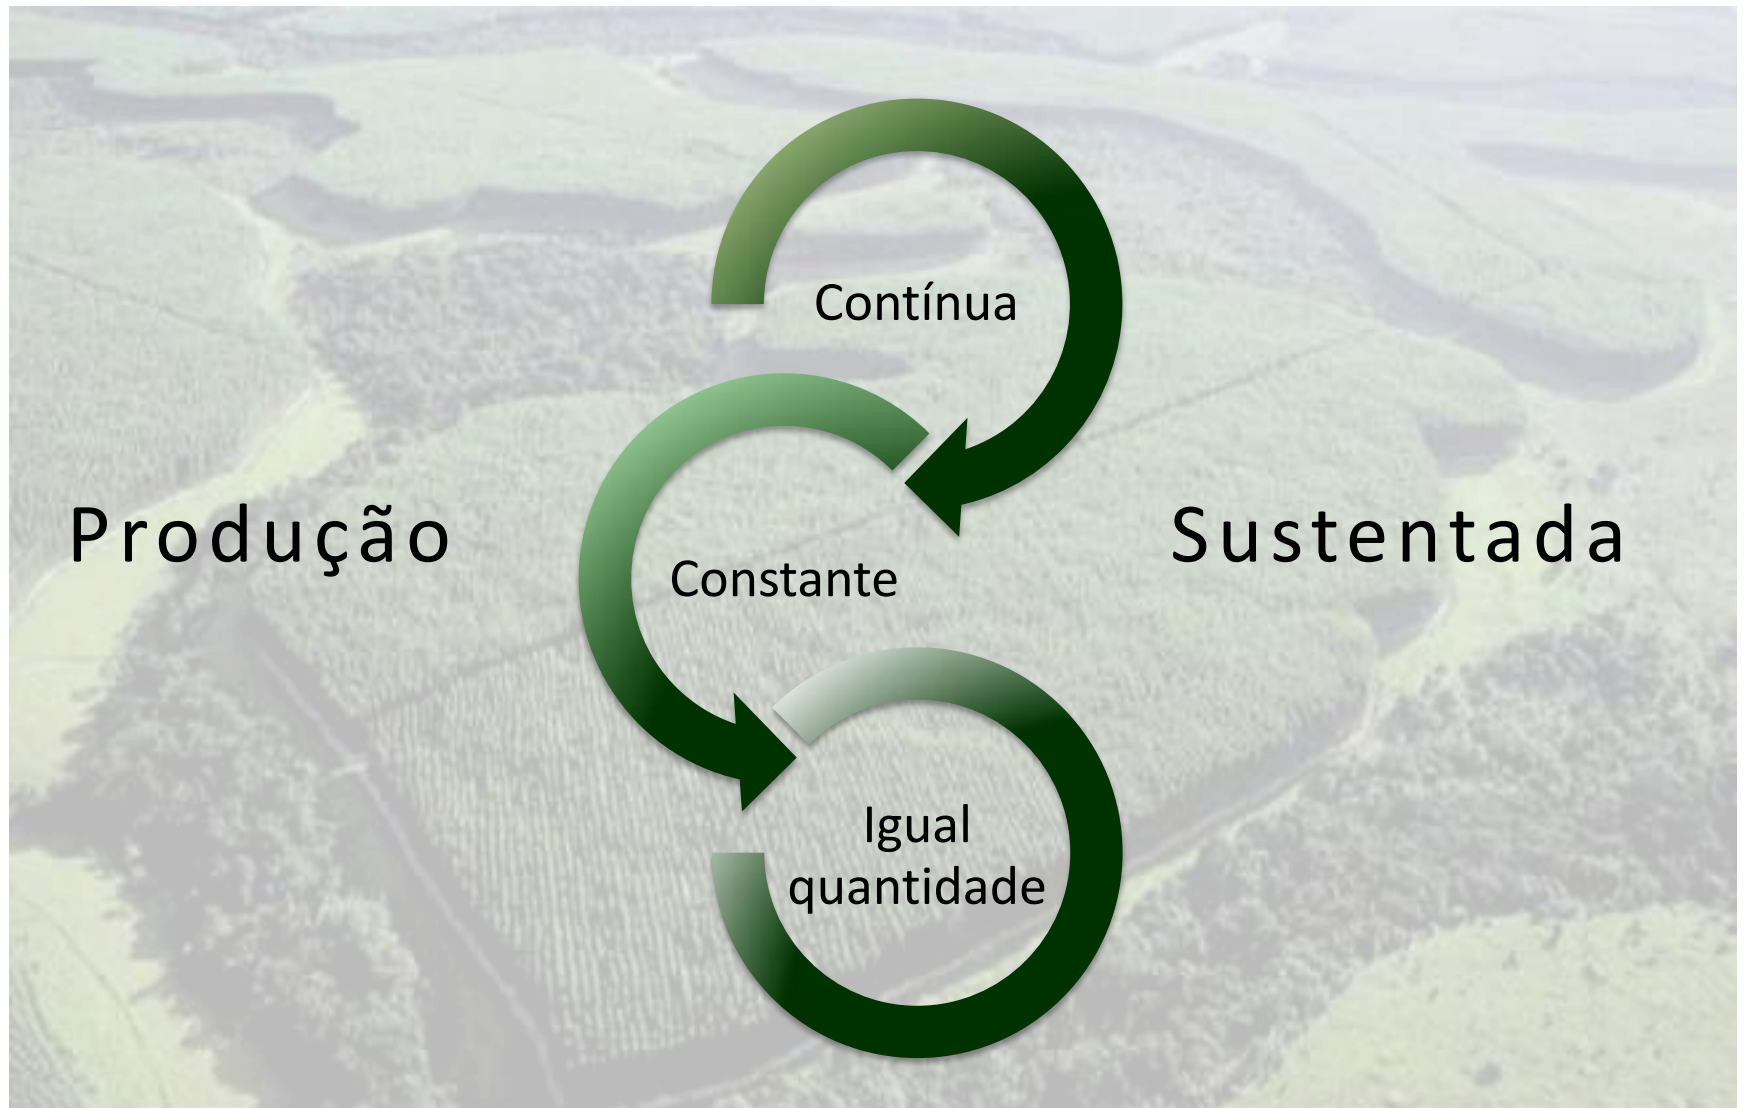 Contínua
Produção
Sustentada
Constante
Igual
quantidade